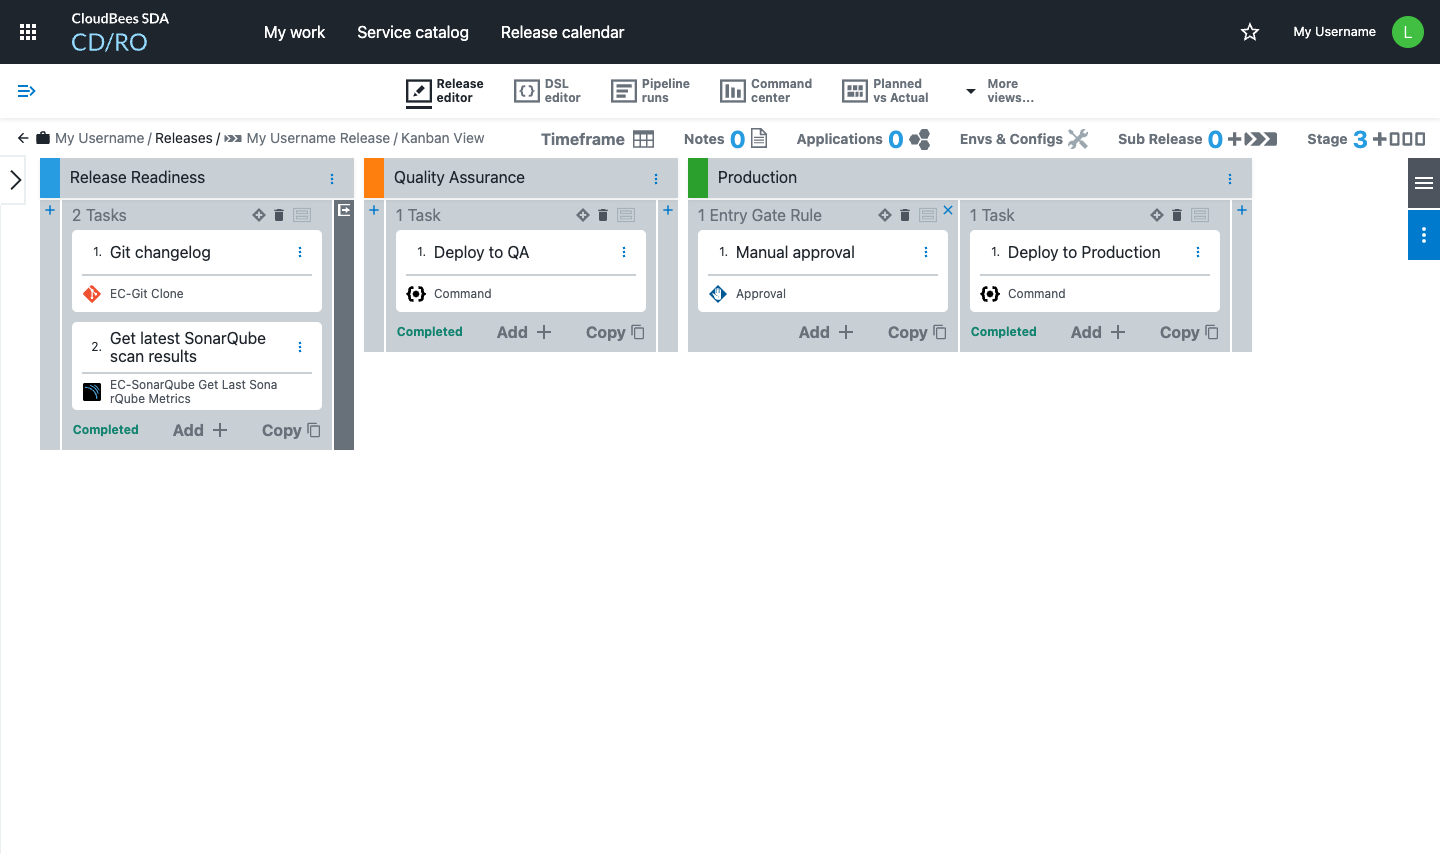 CloudBees SDA
CD/RO
My work
Service catalog
Release calendar
My Username
L
Release
editor
DSL
editor
Pipeline
runs
Command
center
Planned
vs Actual
More
views...
My Username / Releases / My Username Release / Kanban View
Timeframe
Notes 0
Applications 0
Envs & Configs
Sub Release 0
Stage 3
Release Readiness
2 Tasks
1. Git changelog
EC-Git Clone
2. Get latest SonarQube
scan results
EC-SonarQube Get Last Sona
rQube Metrics
Completed
Add
Copy
Quality Assurance
1 Task
1. Deploy to QA
Command
Completed
Add
Copy
Production
1 Entry Gate Rule
1. Manual approval
Approval
Add
Copy
1 Task
1. Deploy to Production
Command
Completed
Add
Copy